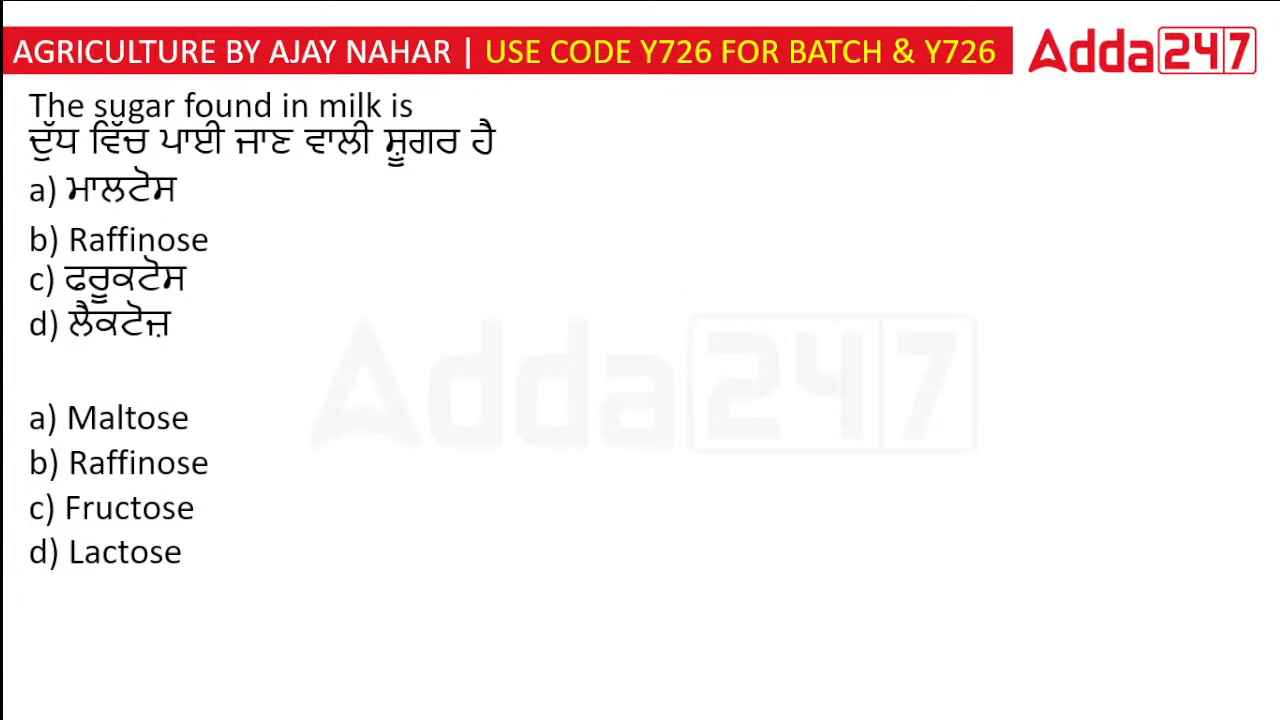 AGRICULTURE BY AJAY NAHAR | USE CODE Y726 FOR BATCH & Y726
Adda247
The sugar found in milk is
ਦੁੱਧ ਵਿੱਚ ਪਾਈ ਜਾਣ ਵਾਲੀ ਸ਼ੂਗਰ ਹੈ
a) ਮਾਲਟੋਸ
b) Raffinose
c) ਫਰੂਕਟੋਸ
d) ਲੈਕਟੋਜ਼
Adda247
a) Maltose
b) Raffinose
c) Fructose
d) Lactose